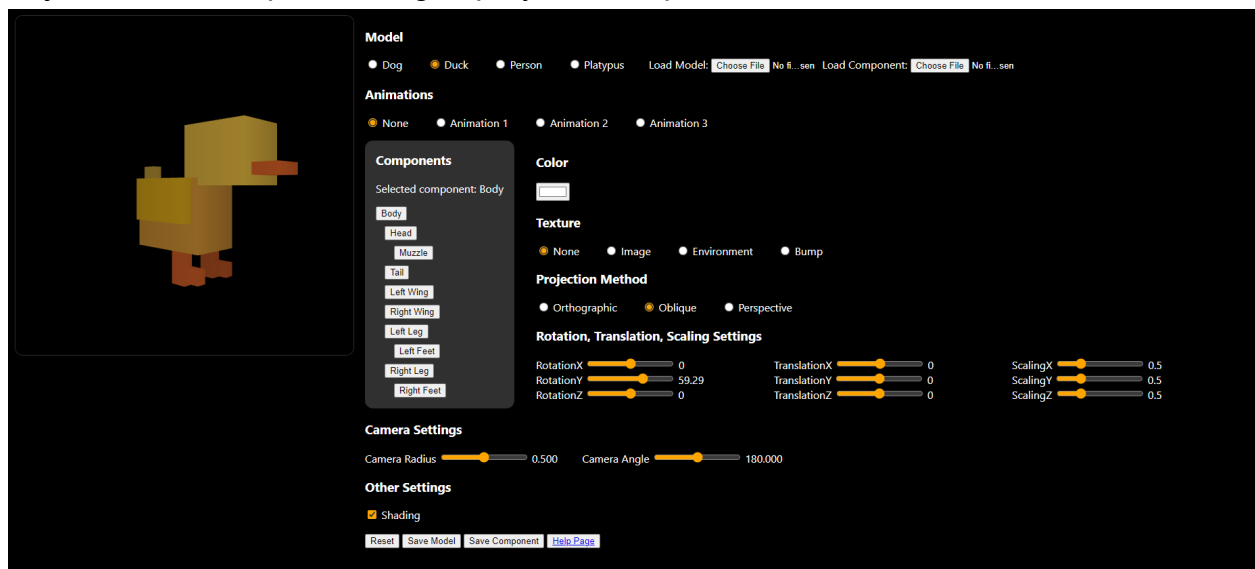 Model
Dog Duck Person Platypus Load Model: Choose File No fi...sen Load Component: Choose File No fi...sen
Animations
None Animation 1 Animation 2 Animation 3
Components
Selected component: Body
Body
Head
Muzzle
Tail
Left Wing
Right Wing
Left Leg
Left Feet
Right Leg
Right Feet
Color
Texture
None Image Environment Bump
Projection Method
Orthographic Oblique Perspective
Rotation, Translation, Scaling Settings
RotationX 0 TranslationX 0 ScalingX 0.5
RotationY 59.29 TranslationY 0 ScalingY 0.5
RotationZ 0 TranslationZ 0 ScalingZ 0.5
Camera Settings
Camera Radius 0.500 Camera Angle 180.000
Other Settings
Shading
Reset Save Model Save Component Help Page